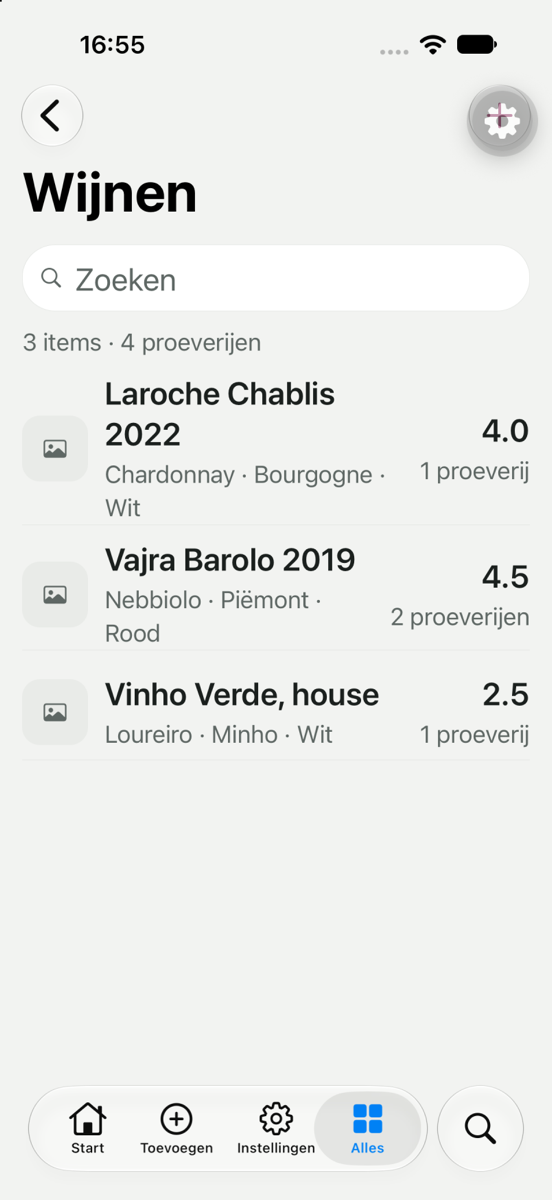 16:55
Wijnen
Zoeken
3 items · 4 proeverijen
Laroche Chablis
2022
4.0
Chardonnay · Bourgogne ·
Wit
1 proeverij
Vajra Barolo 2019
4.5
Nebbiolo · Piëmont ·
Rood
2 proeverijen
Vinho Verde, house
2.5
Loureiro · Minho · Wit
1 proeverij
Start
Toevoegen
Instellingen
Alles